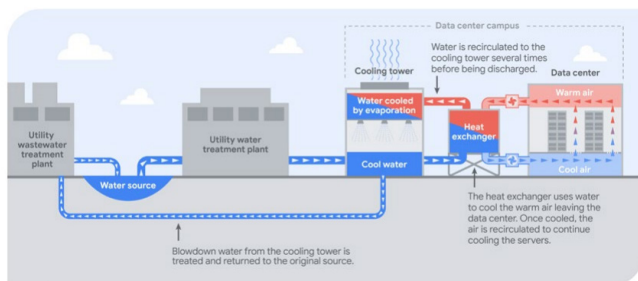 Data center campus
Water is recirculated to the
cooling tower several times
before being discharged.
Cooling tower
Data center
Water cooled
by evaporation
Warm air
Heat
exchanger
Utility
wastewater
treatment
plant
Utility water
treatment plant
Cool water
Cool air
Water source
The heat exchanger uses water
to cool the warm air leaving the
data center. Once cooled, the
air is recirculated to continue
cooling the servers.
Blowdown water from the cooling tower is
treated and returned to the original source.